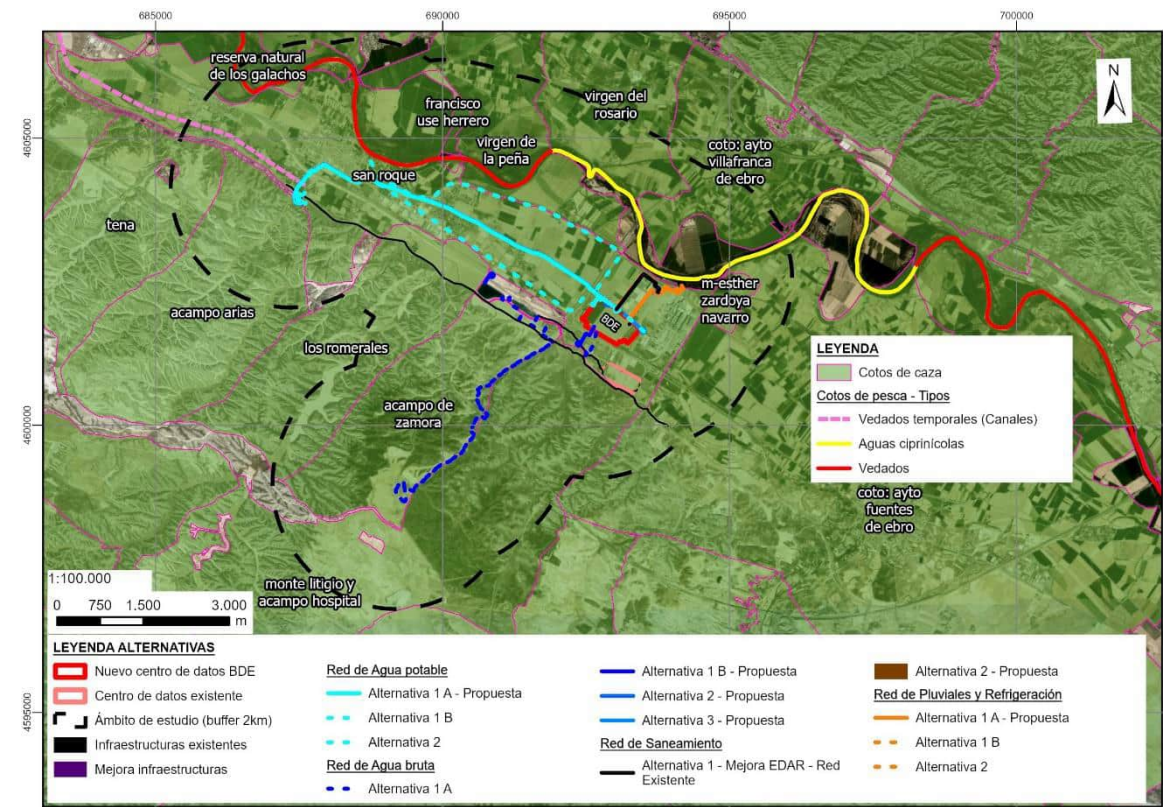 685000
690000
695000
700000
4605000
4600000
4595000
N
reserva natural
de los galachos
francisco
use herrero
virgen del
rosario
virgen de
la peña
coto: ayto
villafranca
de ebro
san roque
tena
m-esther
zardoya
navarro
BDE
acampo arias
los romerales
acampo de
zamora
coto: ayto
fuentes
de ebro
monte litigio y
acampo hospital
LEYENDA
Cotos de caza
Cotos de pesca - Tipos
Vedados temporales (Canales)
Aguas ciprinícolas
Vedados
1:100.000
0 750 1.500 3.000
m
LEYENDA ALTERNATIVAS
Nuevo centro de datos BDE
Centro de datos existente
Ámbito de estudio (buffer 2km)
Infraestructuras existentes
Mejora infraestructuras
Red de Agua potable
Alternativa 1 A - Propuesta
Alternativa 1 B
Alternativa 2
Red de Agua bruta
Alternativa 1 A
Alternativa 1 B - Propuesta
Alternativa 2 - Propuesta
Alternativa 3 - Propuesta
Red de Saneamiento
Alternativa 1 - Mejora EDAR - Red
Existente
Alternativa 2 - Propuesta
Red de Pluviales y Refrigeración
Alternativa 1 A - Propuesta
Alternativa 1 B
Alternativa 2